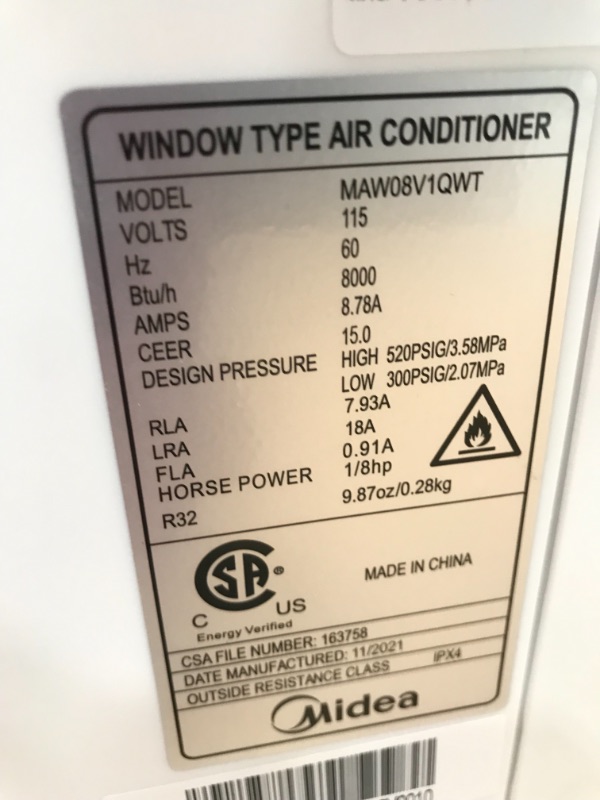 WINDOW TYPE AIR CONDITIONER
MODEL MAW08V1QWT
VOLTS 115
Hz 60
Btu/h 8000
AMPS 8.78A
CEER 15.0
DESIGN PRESSURE HIGH 520PSIG/3.58MPa
LOW 300PSIG/2.07MPa
RLA 7.93A
LRA 18A
FLA 0.91A
HORSE POWER 1/8hp
R32 9.87oz/0.28kg
CSA ®
C US
Energy Verified
MADE IN CHINA
CSA FILE NUMBER: 163758
DATE MANUFACTURED: 11/2021
OUTSIDE RESISTANCE CLASS IPX4
Midea